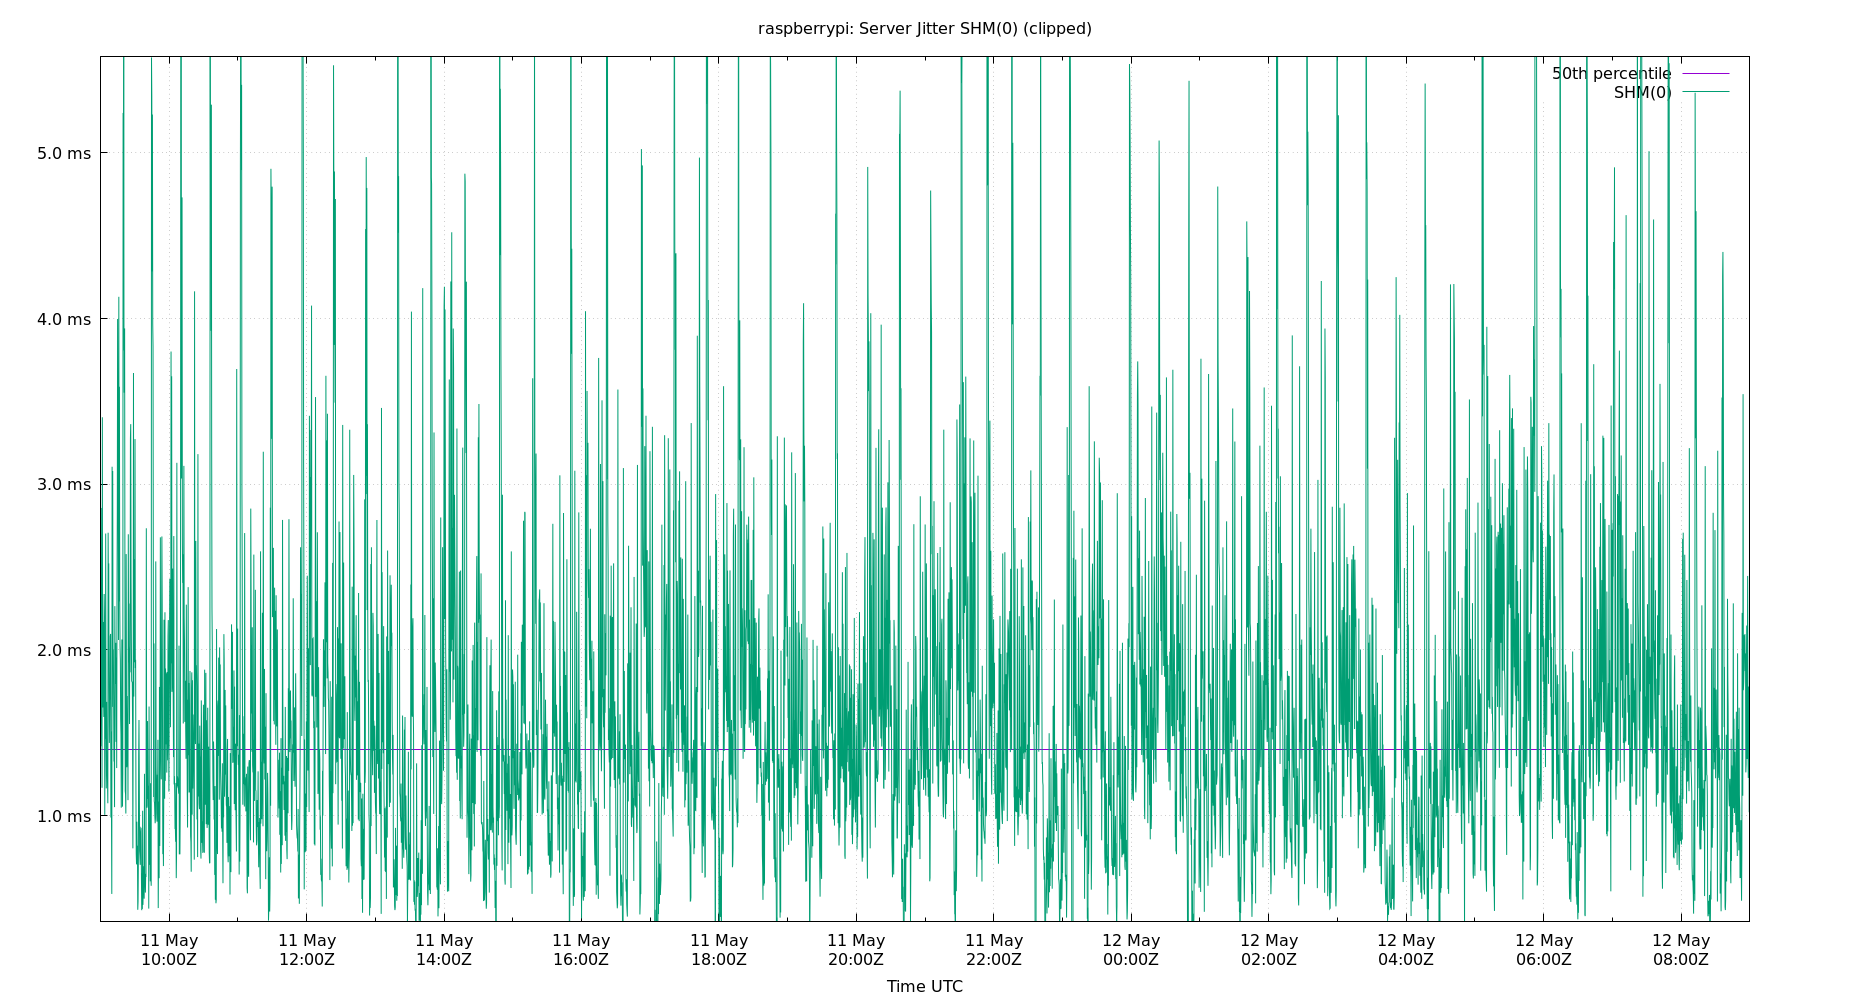 raspberrypi: Server Jitter SHM(0) (clipped)
50th percentile
SHM(0)
5.0 ms
4.0 ms
3.0 ms
2.0 ms
1.0 ms
11 May 11 May 11 May 11 May 11 May 11 May 11 May 12 May 12 May 12 May 12 May 12 May
10:00Z 12:00Z 14:00Z 16:00Z 18:00Z 20:00Z 22:00Z 00:00Z 02:00Z 04:00Z 06:00Z 08:00Z
Time UTC